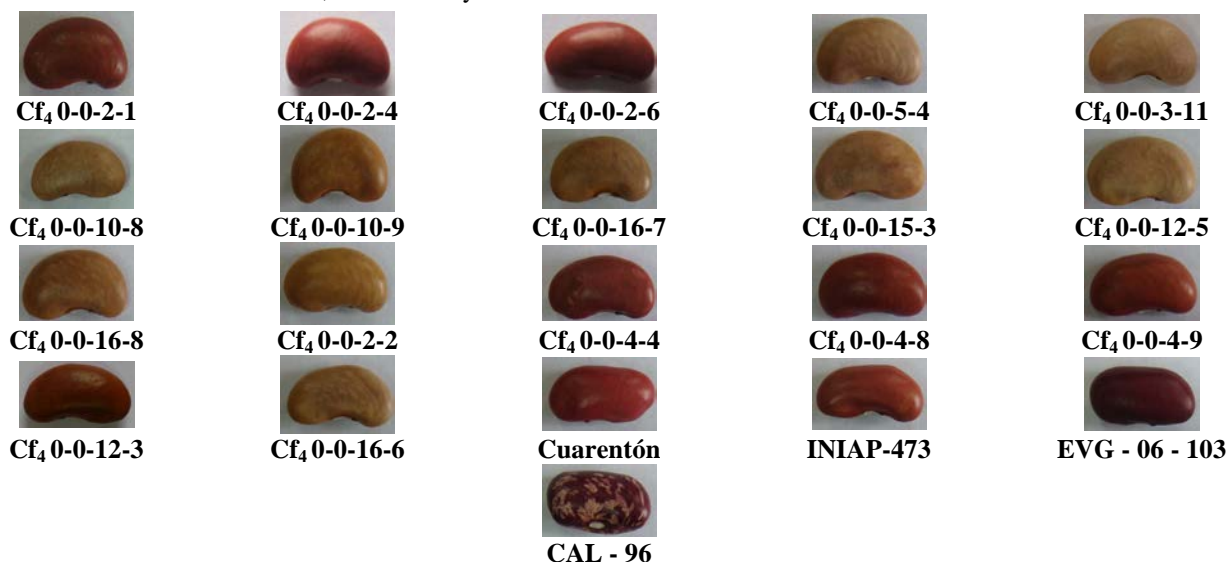 Cf₄ 0-0-2-1 Cf₄ 0-0-2-4 Cf₄ 0-0-2-6 Cf₄ 0-0-5-4 Cf₄ 0-0-3-11
Cf₄ 0-0-10-8 Cf₄ 0-0-10-9 Cf₄ 0-0-16-7 Cf₄ 0-0-15-3 Cf₄ 0-0-12-5
Cf₄ 0-0-16-8 Cf₄ 0-0-2-2 Cf₄ 0-0-4-4 Cf₄ 0-0-4-8 Cf₄ 0-0-4-9
Cf₄ 0-0-12-3 Cf₄ 0-0-16-6 Cuarentón INIAP-473 EVG - 06 - 103
CAL - 96